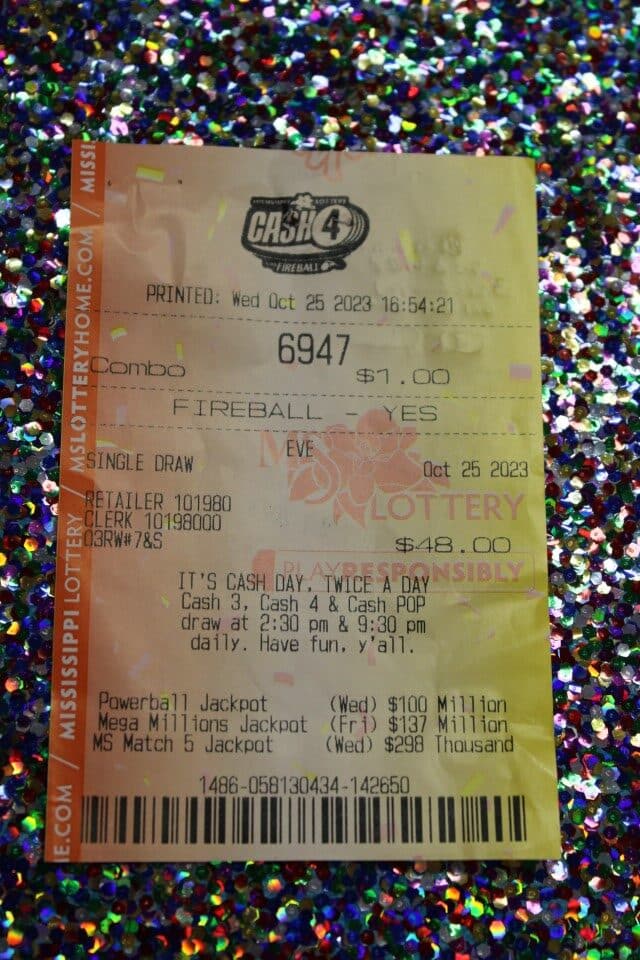 MISSISSIPPI LOTTERY
CASH 4
FIREBALL
PRINTED: Wed Oct 25 2023 16:54:21
6947
Combo $1.00
FIREBALL - YES
EVE
SINGLE DRAW Oct 25 2023
MS
LOTTERY
RETAILER 101980
CLERK 10198000
03RW#7&S $48.00
PLAY RESPONSIBLY
IT'S CASH DAY, TWICE A DAY
Cash 3, Cash 4 & Cash POP
draw at 2:30 pm & 9:30 pm
daily. Have fun, y'all.
Powerball Jackpot (Wed) $100 Million
Mega Millions Jackpot (Fri) $137 Million
MS Match 5 Jackpot (Wed) $298 Thousand
1486-058130434-142650
IE.COM / MISSISSIPPI LOTTERY / MSLOTTERYHOME.COM / MISSI